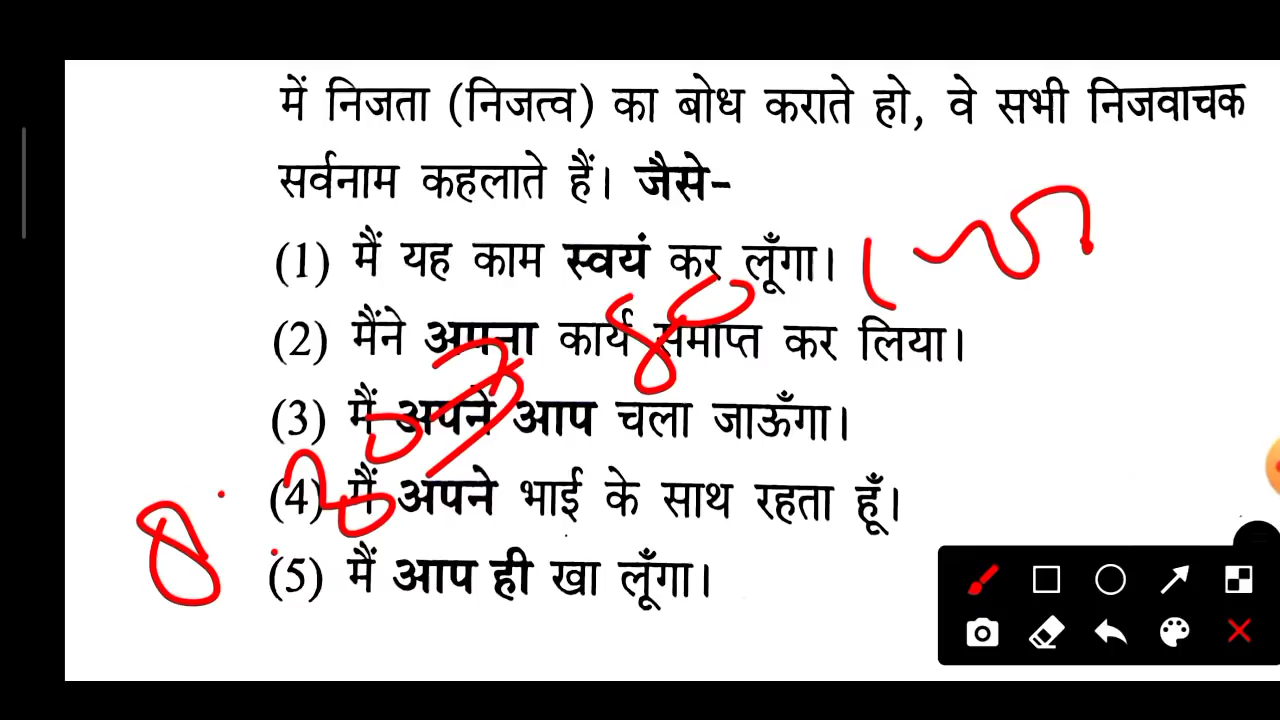 में निजता (निजत्व) का बोध कराते हो, वे सभी निजवाचक
सर्वनाम कहलाते हैं। जैसे-
(1) मैं यह काम स्वयं कर लूँगा।
(2) मैंने अपना कार्य समाप्त कर लिया।
(3) मैं अपने आप चला जाऊँगा।
(4) मैं अपने भाई के साथ रहता हूँ।
(5) मैं आप ही खा लूँगा।